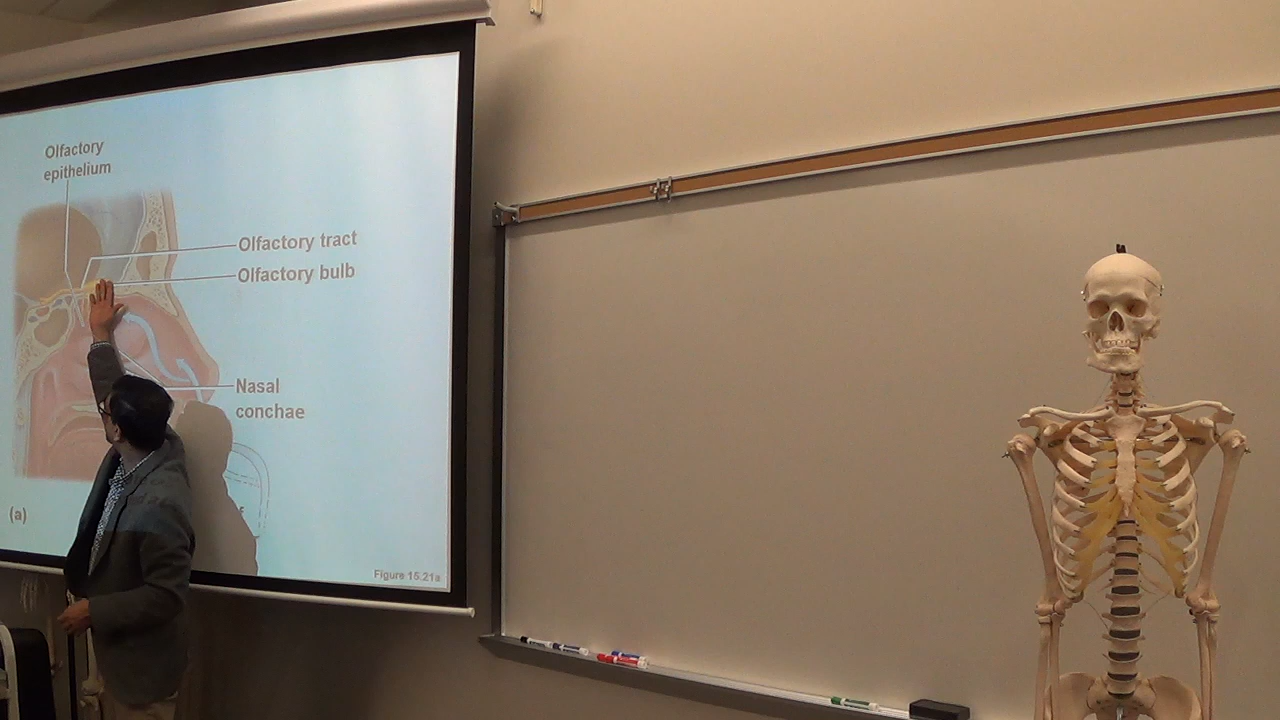 Olfactory
epithelium
Olfactory tract
Olfactory bulb
Nasal
conchae
(a)
Figure 15.21a